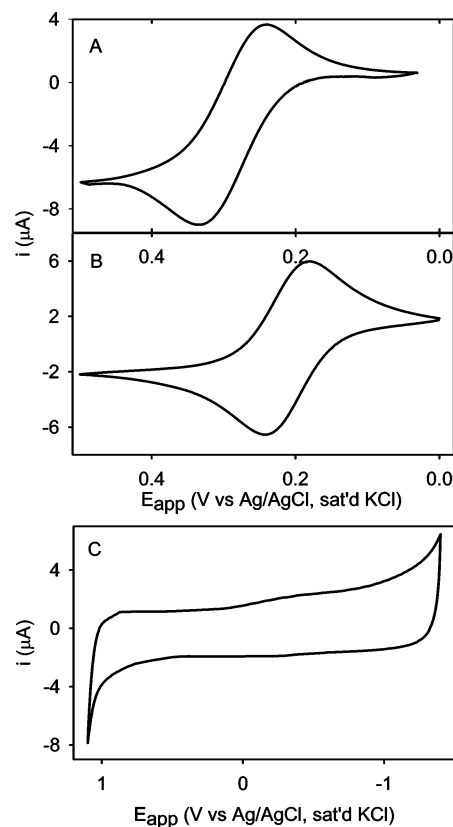 A
4
0
-4
-8
i (μA)
0.4 0.2 0.0
B
6
2
-2
-6
0.4 0.2 0.0
Eapp (V vs Ag/AgCl, sat'd KCl)
C
4
0
-4
-8
i (μA)
1 0 -1
Eapp (V vs Ag/AgCl, sat'd KCl)